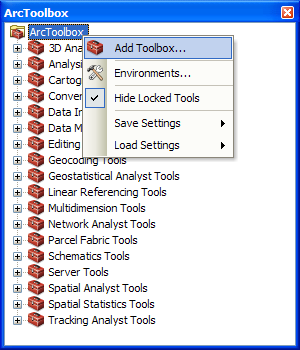 ArcToolbox
ArcToolbox
3D Ana
Add Toolbox...
Analysi
Environments...
Cartog
Conver
Hide Locked Tools
Data In
Save Settings
Data M
Load Settings
Editing
Geocoding Tools
Geostatistical Analyst Tools
Linear Referencing Tools
Multidimension Tools
Network Analyst Tools
Parcel Fabric Tools
Schematics Tools
Server Tools
Spatial Analyst Tools
Spatial Statistics Tools
Tracking Analyst Tools